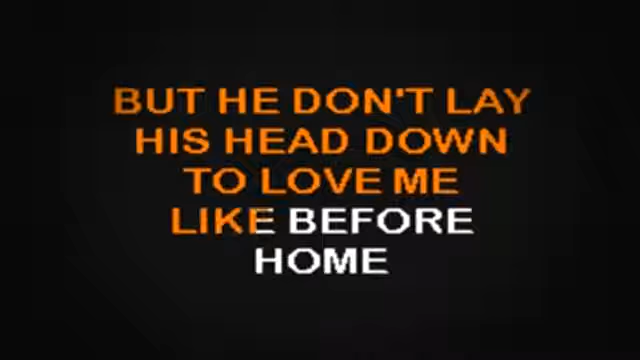 BUT HE DON'T LAY
HIS HEAD DOWN
TO LOVE ME
LIKE BEFORE
HOME